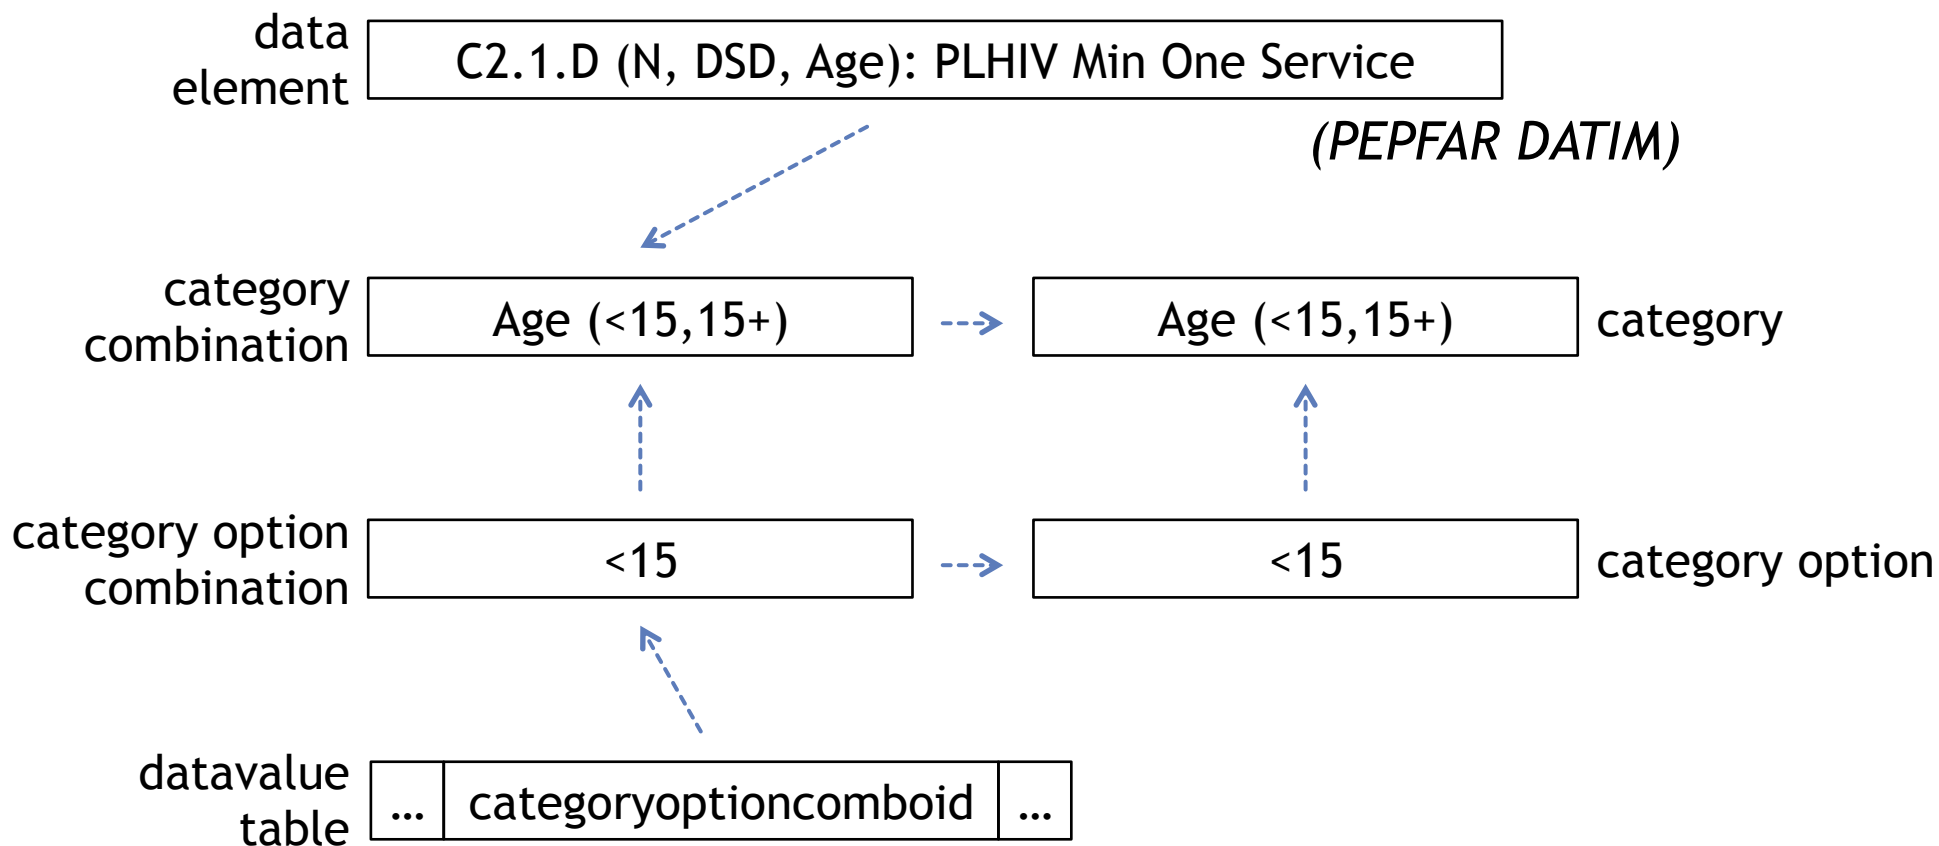 data
element
C2.1.D (N, DSD, Age): PLHIV Min One Service
(PEPFAR DATIM)
category
combination
Age (<15,15+)
Age (<15,15+)
category
category option
combination
<15
<15
category option
datavalue
table
...
categoryoptioncomboid
...